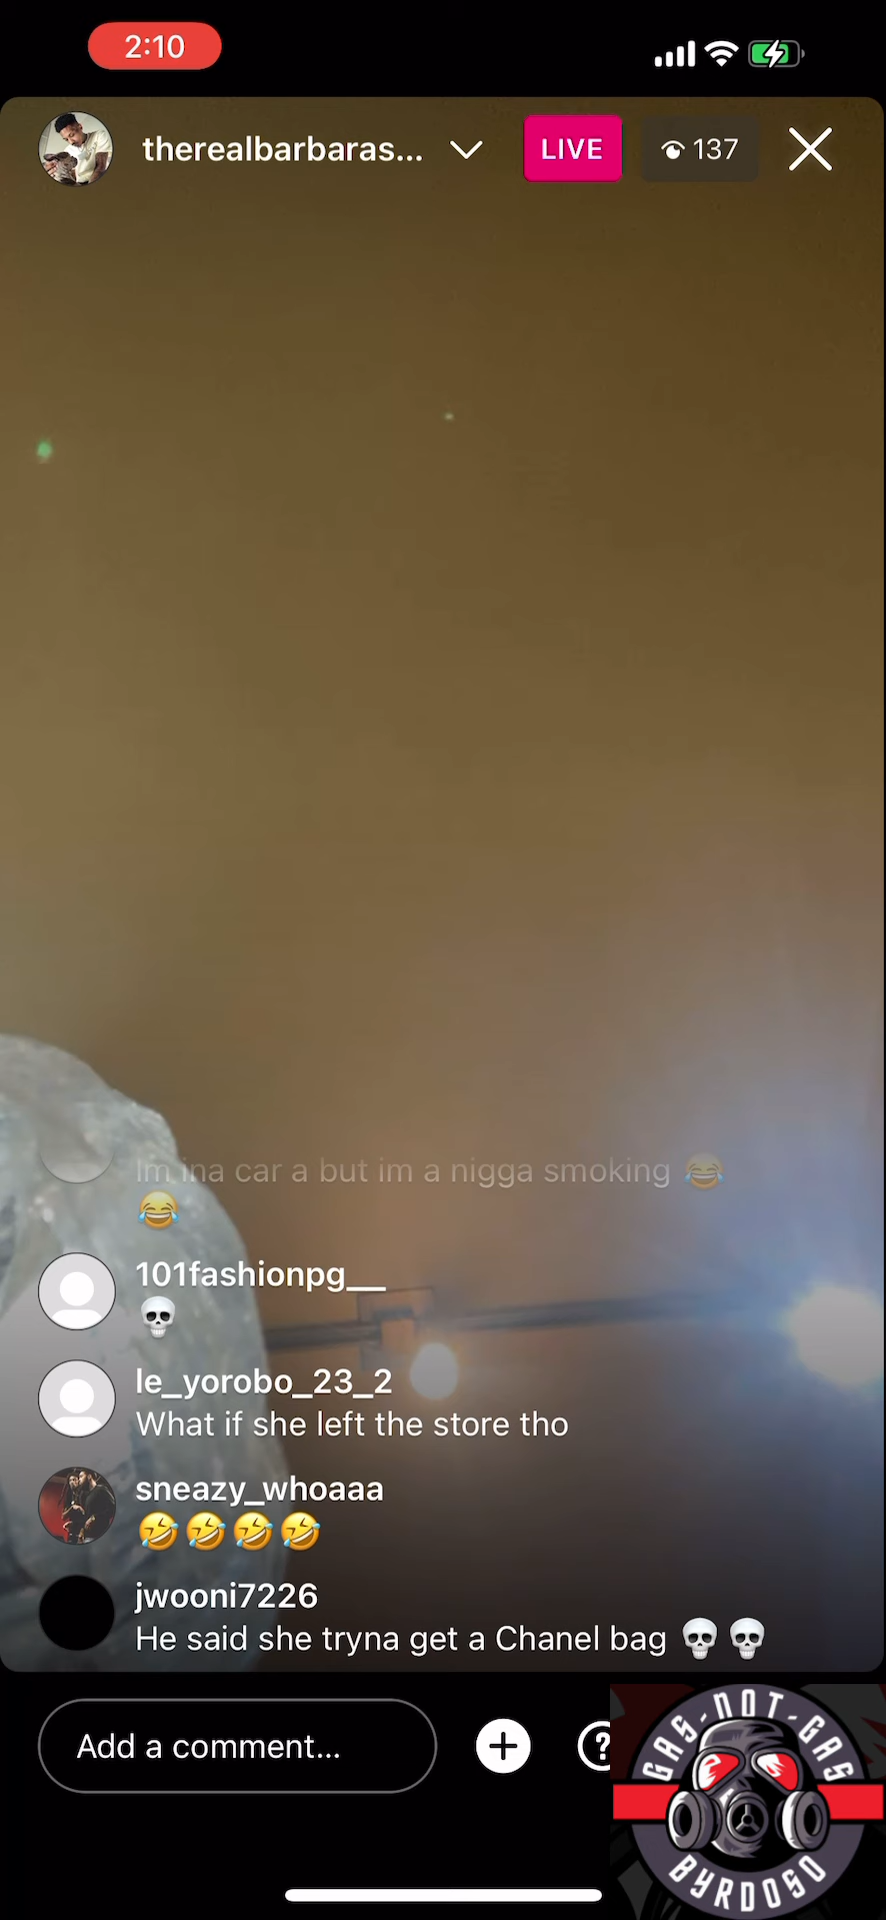 2:10
therealbarbaras...
LIVE
137
Im ina car a but im a nigga smoking 😂
😂
101fashionpg__
💀
le_yorobo_23_2
What if she left the store tho
sneazy_whoaaa
🤣🤣🤣🤣
jwooni7226
He said she tryna get a Chanel bag 💀💀
Add a comment...
?
GAS-NOT-GAS
BYRDOSO